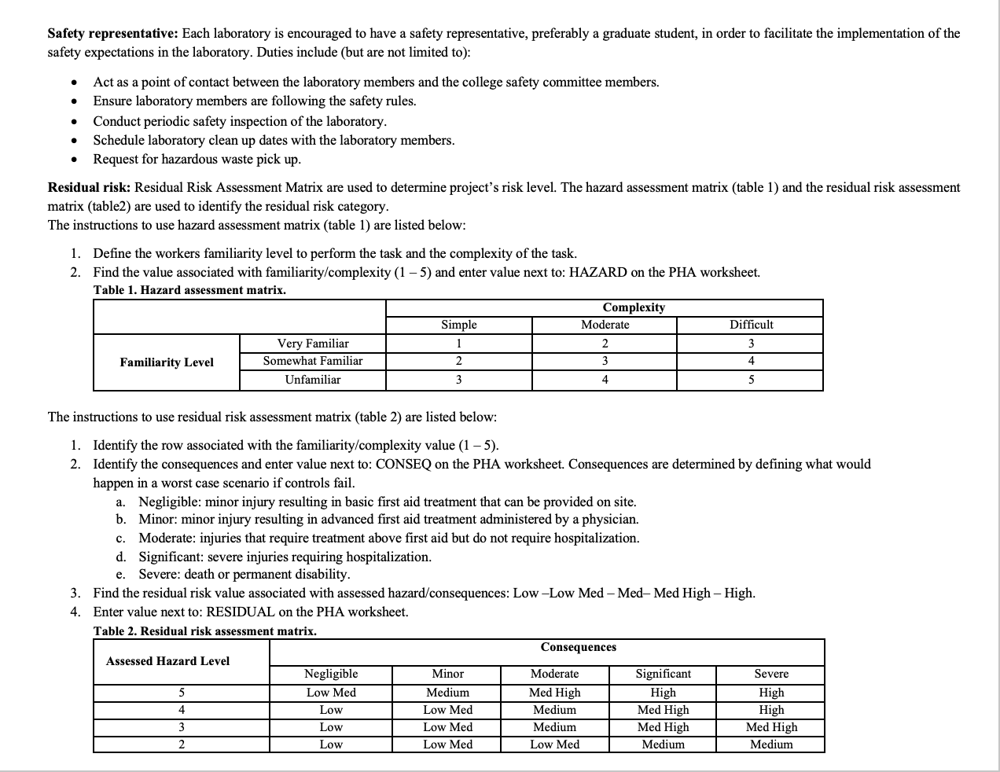 Safety representative: Each laboratory is encouraged to have a safety representative, preferably a graduate student, in order to facilitate the implementation of the
safety expectations in the laboratory. Duties include (but are not limited to):
• Act as a point of contact between the laboratory members and the college safety committee members.
• Ensure laboratory members are following the safety rules.
• Conduct periodic safety inspection of the laboratory.
• Schedule laboratory clean up dates with the laboratory members.
• Request for hazardous waste pick up.
Residual risk: Residual Risk Assessment Matrix are used to determine project's risk level. The hazard assessment matrix (table 1) and the residual risk assessment
matrix (table2) are used to identify the residual risk category.
The instructions to use hazard assessment matrix (table 1) are listed below:
1. Define the workers familiarity level to perform the task and the complexity of the task.
2. Find the value associated with familiarity/complexity (1 – 5) and enter value next to: HAZARD on the PHA worksheet.
Table 1. Hazard assessment matrix.
Complexity
Simple Moderate Difficult
Very Familiar 1 2 3
Familiarity Level Somewhat Familiar 2 3 4
Unfamiliar 3 4 5
The instructions to use residual risk assessment matrix (table 2) are listed below:
1. Identify the row associated with the familiarity/complexity value (1 – 5).
2. Identify the consequences and enter value next to: CONSEQ on the PHA worksheet. Consequences are determined by defining what would
happen in a worst case scenario if controls fail.
a. Negligible: minor injury resulting in basic first aid treatment that can be provided on site.
b. Minor: minor injury resulting in advanced first aid treatment administered by a physician.
c. Moderate: injuries that require treatment above first aid but do not require hospitalization.
d. Significant: severe injuries requiring hospitalization.
e. Severe: death or permanent disability.
3. Find the residual risk value associated with assessed hazard/consequences: Low –Low Med – Med– Med High – High.
4. Enter value next to: RESIDUAL on the PHA worksheet.
Table 2. Residual risk assessment matrix.
Assessed Hazard Level Consequences
Negligible Minor Moderate Significant Severe
5 Low Med Medium Med High High High
4 Low Low Med Medium Med High High
3 Low Low Med Medium Med High Med High
2 Low Low Med Low Med Medium Medium